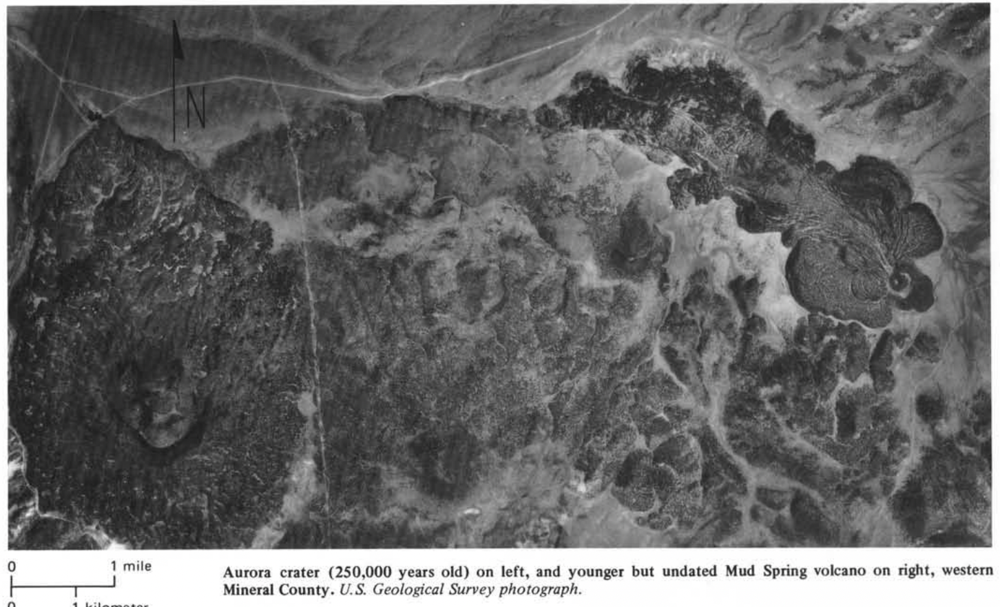 N
0 1 mile
0 1 kilometer
Aurora crater (250,000 years old) on left, and younger but undated Mud Spring volcano on right, western
Mineral County. U.S. Geological Survey photograph.